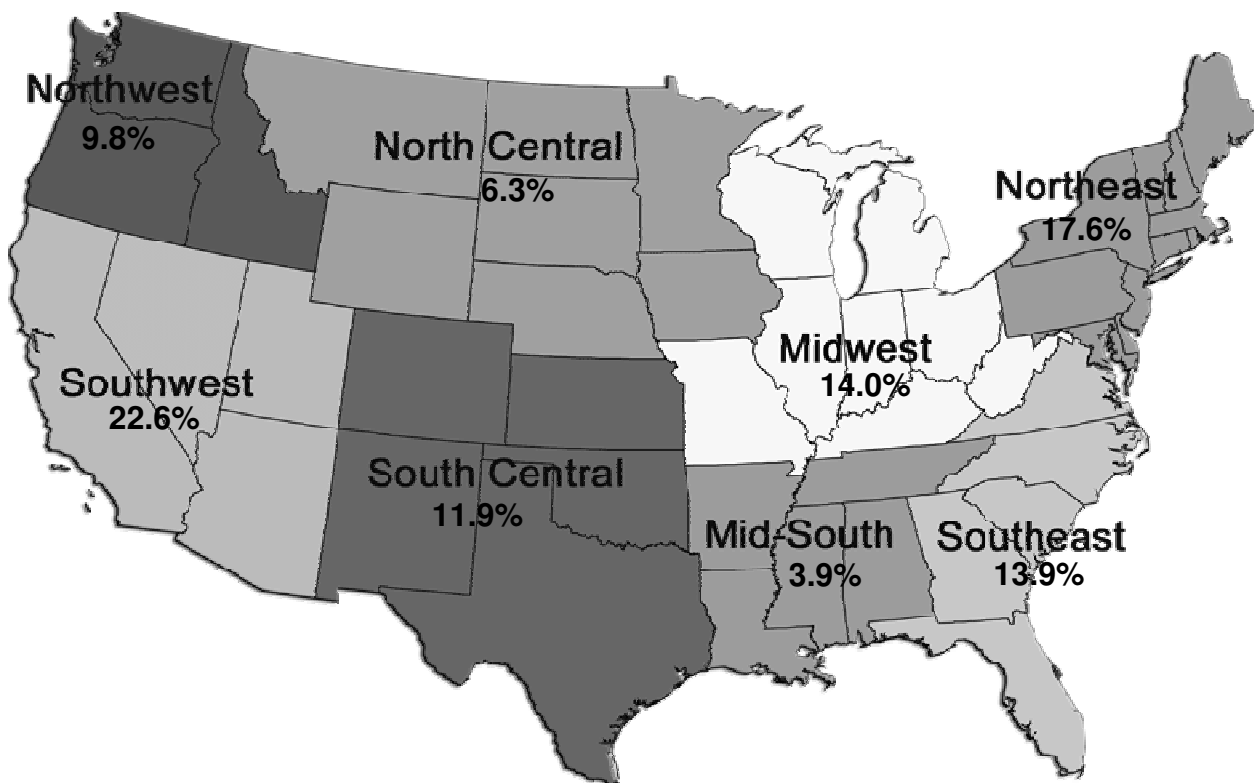 Northwest
9.8%
North Central
6.3%
Northeast
17.6%
Midwest
14.0%
Southwest
22.6%
South Central
11.9%
Mid-South
3.9%
Southeast
13.9%